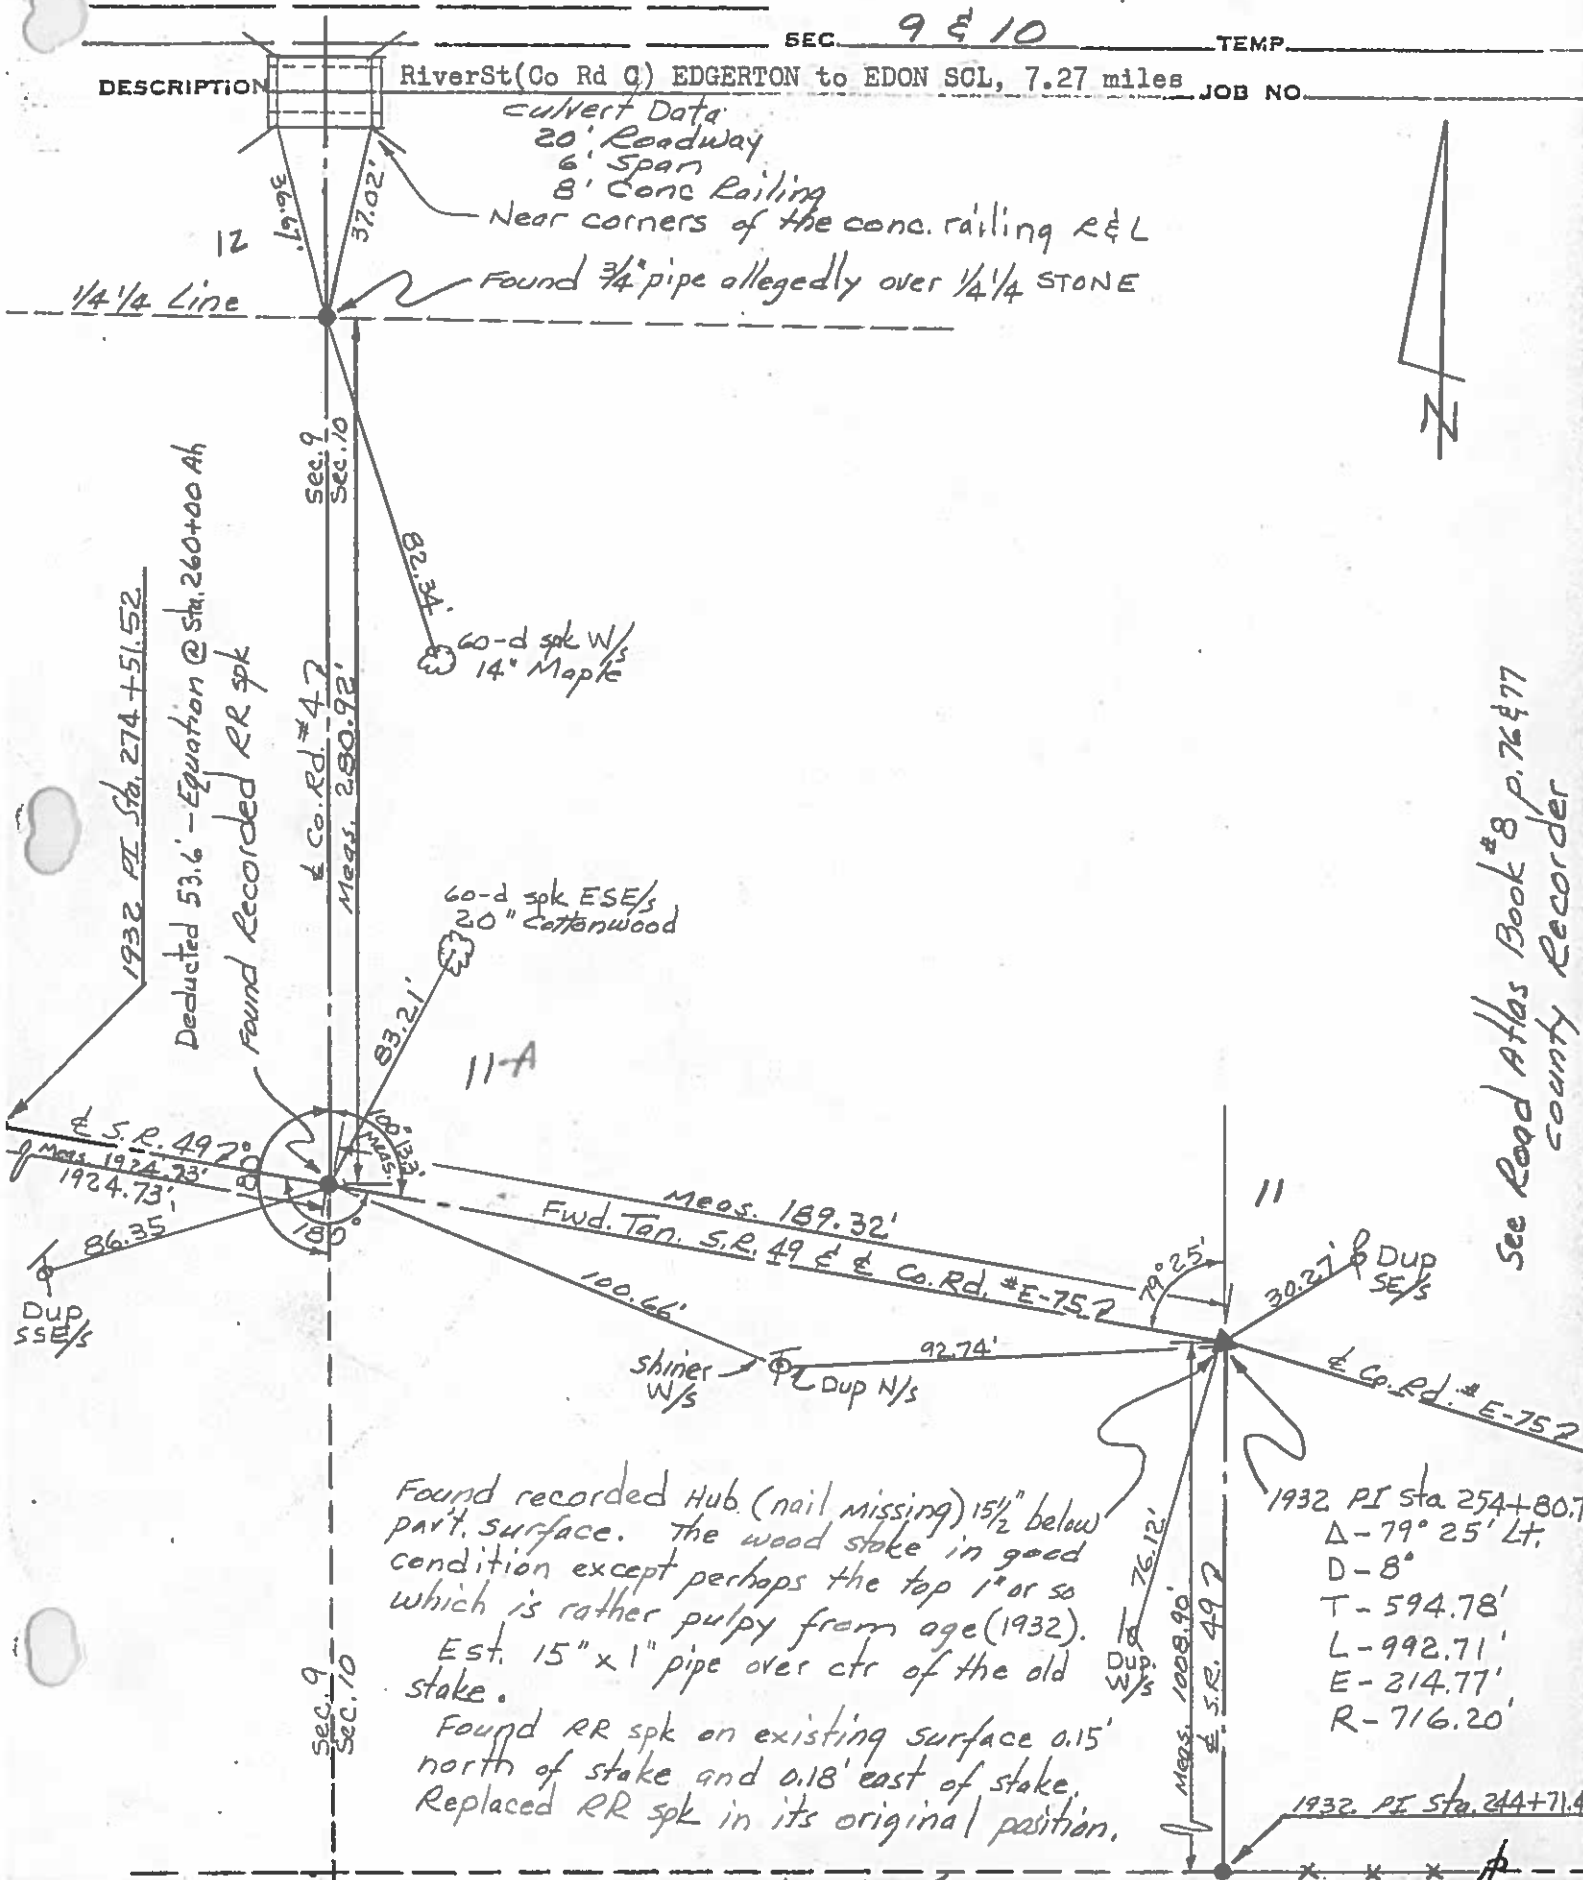 SEC. 9 & 10 TEMP.
DESCRIPTION RiverSt(Co Rd C) EDGERTON to EDON SCL, 7.27 miles JOB NO.
Culvert Data
20' Roadway
6' Span
8' Conc Railing
Near corners of the conc. railing R&L
36.67'
37.02'
12
Found 3/4" pipe allegedly over 1/4 1/4 STONE
1/4 1/4 Line
N
Sec. 9
Sec. 10
82.34'
60-d spk W/s
14" Maple
1932 PI Sta. 274+51.52
Deducted 53.6' - Equation @ Sta. 260+00 Ah
Found Recorded RR spk
℄ Co. Rd. #47
Meas. 280.92'
See Road Atlas Book #8 p. 76 & 77
County Recorder
60-d spk ESE/s
20" Cottonwood
83.21'
11-A
℄ S.R. 49
Meas. 1924.73'
1924.73'
180°
100° 133'
Meas.
180°
86.35'
Dup
SSE/s
Meas. 189.32'
Fwd. Tan. S.R. 49 & ℄ Co. Rd. #E-75
100.66'
Shiner
W/s
Dup N/s
92.74'
79°25'
11
30.27'
Dup
SE/s
℄ Co. Rd. #E-75
Found recorded Hub (nail missing) 15½" below
pav't. surface. The wood stake in good
condition except perhaps the top 1" or so
which is rather pulpy from age (1932).
Est. 15" x 1" pipe over ctr of the old
stake.
Found RR spk on existing surface 0.15'
north of stake and 0.18' east of stake.
Replaced RR spk in its original position.
76.12'
Dup.
W/s
Meas. 1008.90'
℄ S.R. 49
1932 PI Sta 254+80.7
Δ - 79° 25' Lt.
D - 8°
T - 594.78'
L - 992.71'
E - 214.77'
R - 716.20'
Sec. 9
Sec. 10
1932 PI Sta. 244+71.4